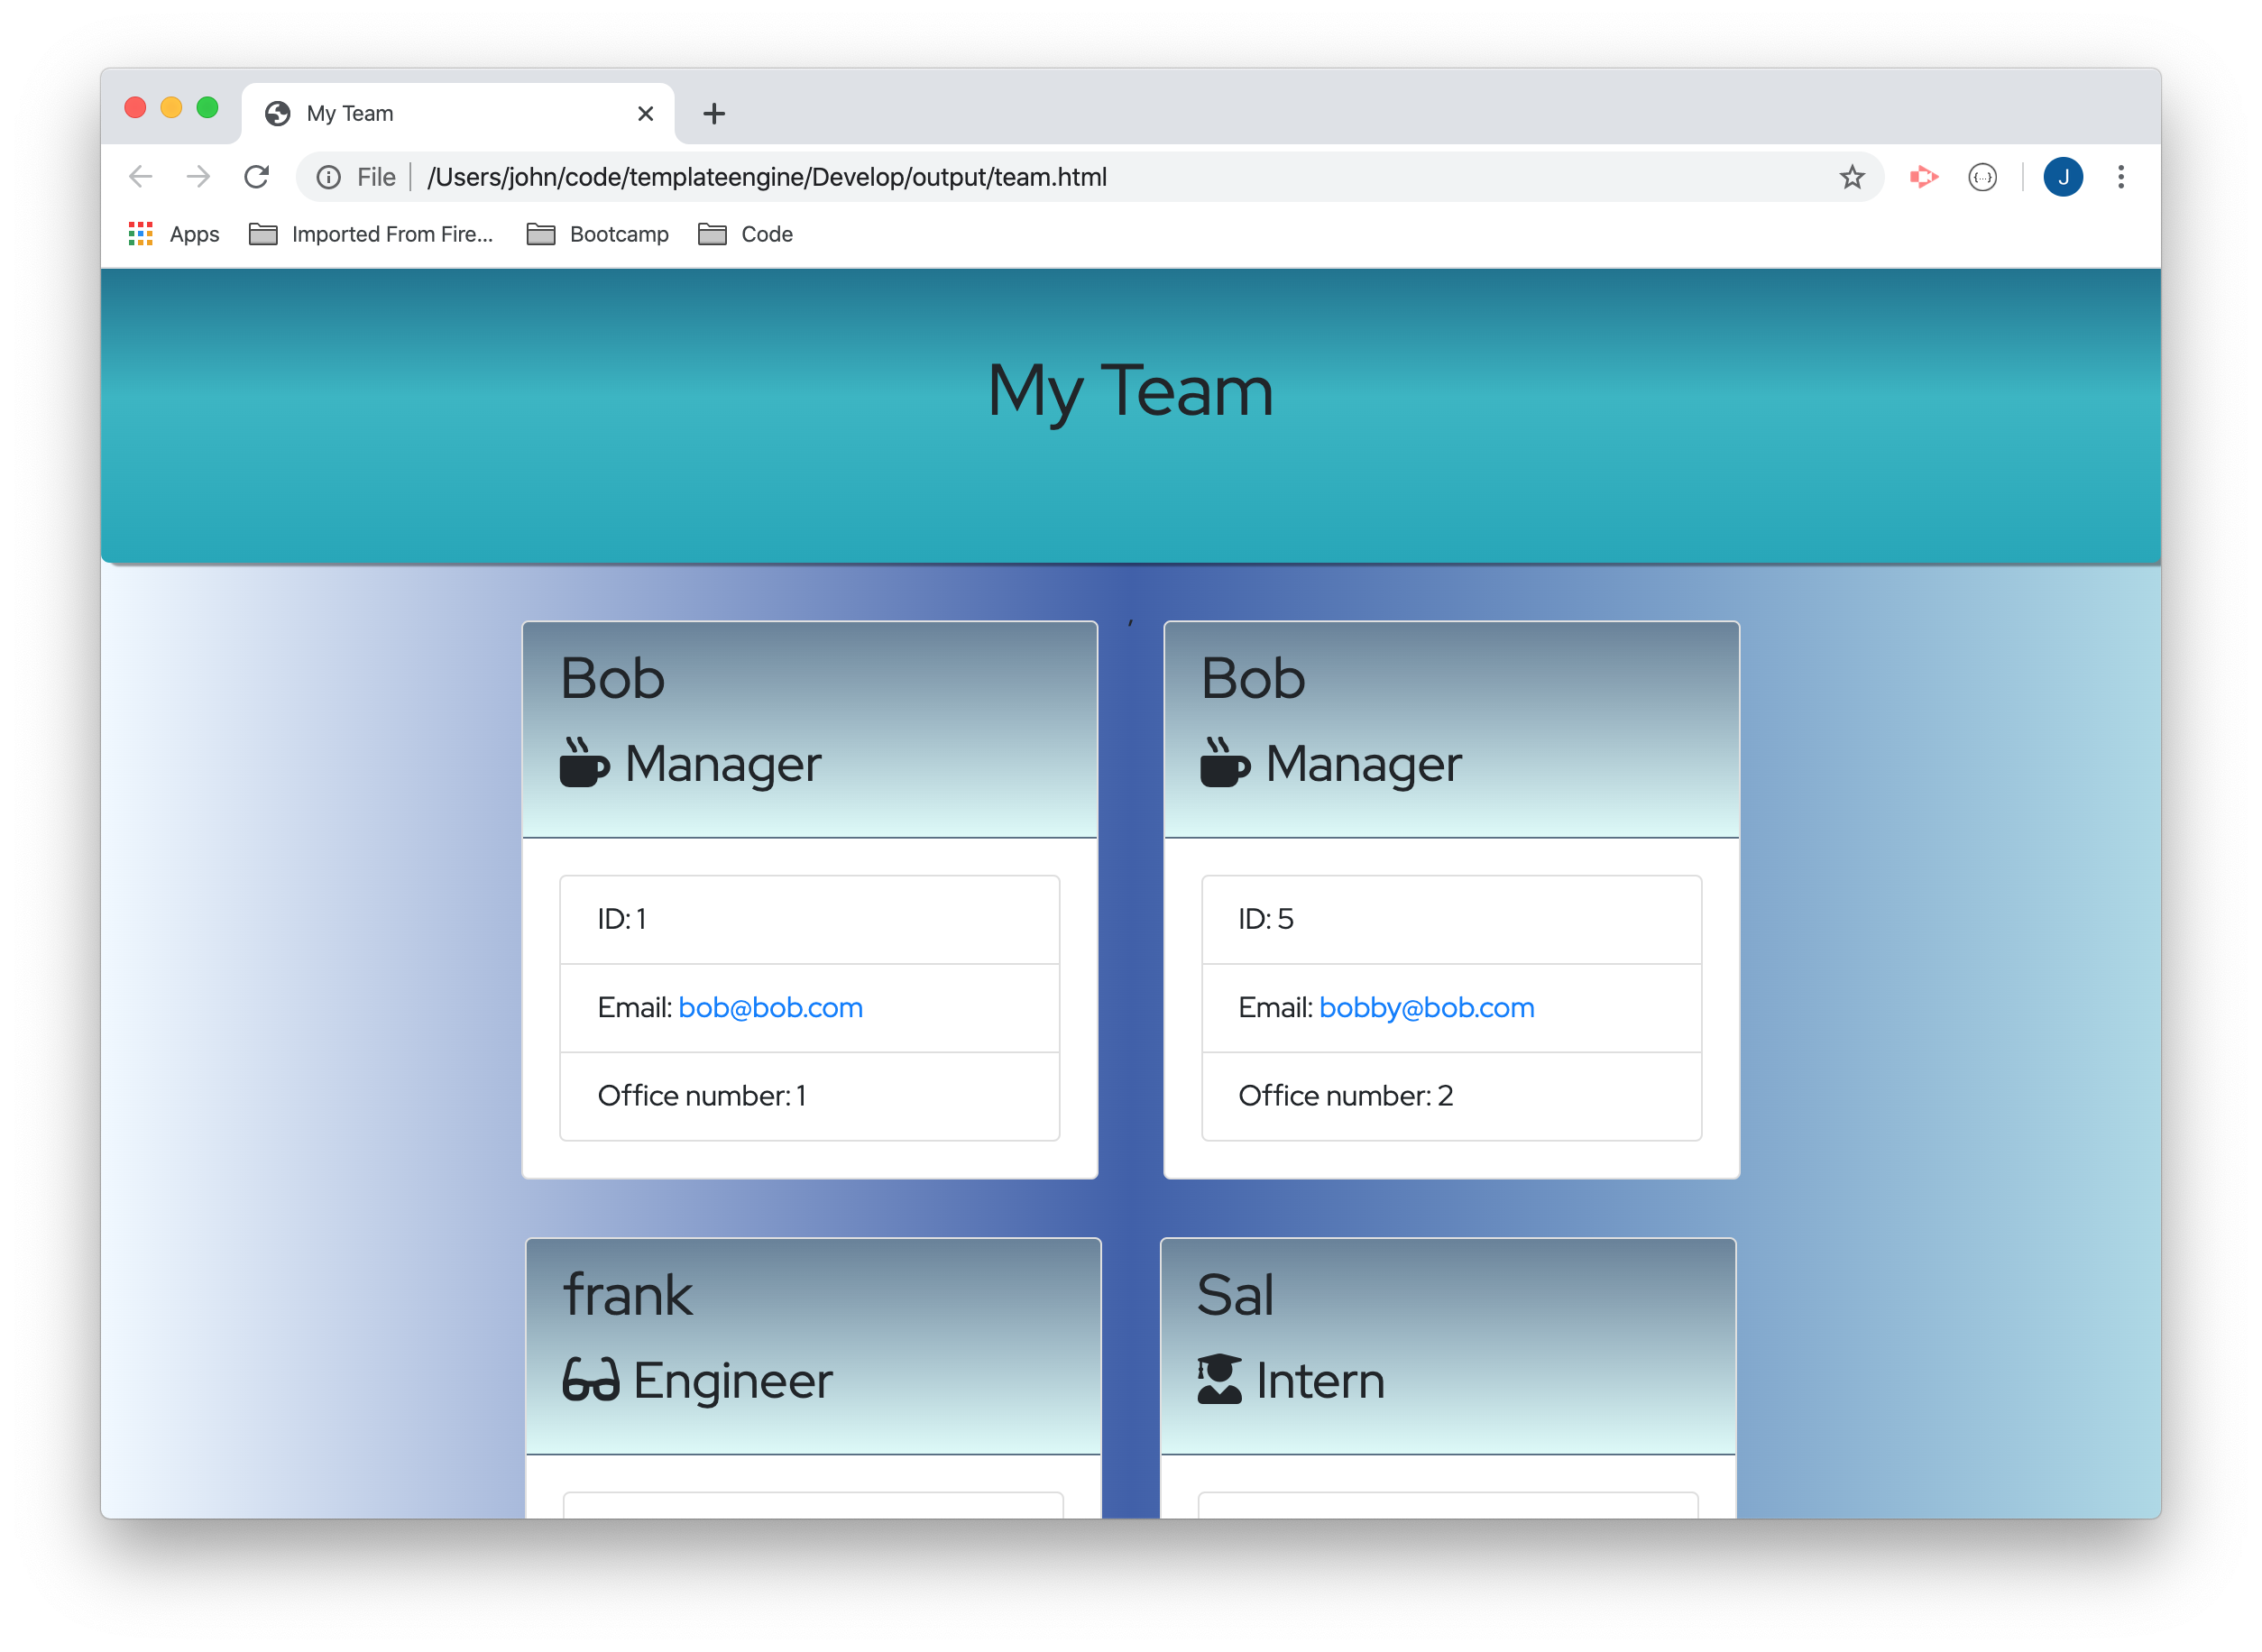 My Team
File
/Users/john/code/templateengine/Develop/output/team.html
{...}
J
Apps
Imported From Fire...
Bootcamp
Code
My Team
,
Bob
Manager
ID: 1
Email: bob@bob.com
Office number: 1
Bob
Manager
ID: 5
Email: bobby@bob.com
Office number: 2
frank
Engineer
Sal
Intern